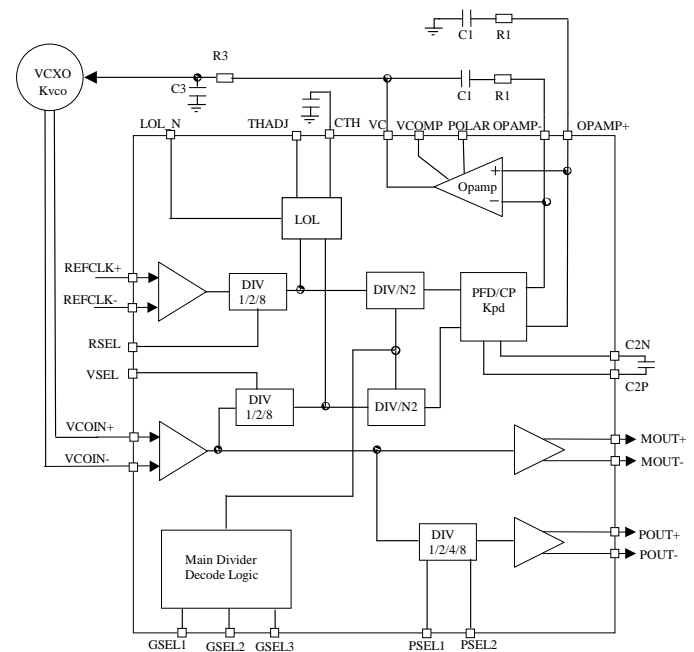 C1
R1
R3
VCXO
Kvco
C3
C1
R1
LOL_N
THADJ
CTH
VC
VCOMP
POLAR
OPAMP-
OPAMP+
+
Opamp
−
LOL
REFCLK+
REFCLK-
DIV
1/2/8
DIV/N2
PFD/CP
Kpd
RSEL
VSEL
C2N
C2P
DIV
1/2/8
DIV/N2
VCOIN+
VCOIN-
MOUT+
MOUT-
DIV
1/2/4/8
POUT+
POUT-
Main Divider
Decode Logic
GSEL1
GSEL2
GSEL3
PSEL1
PSEL2